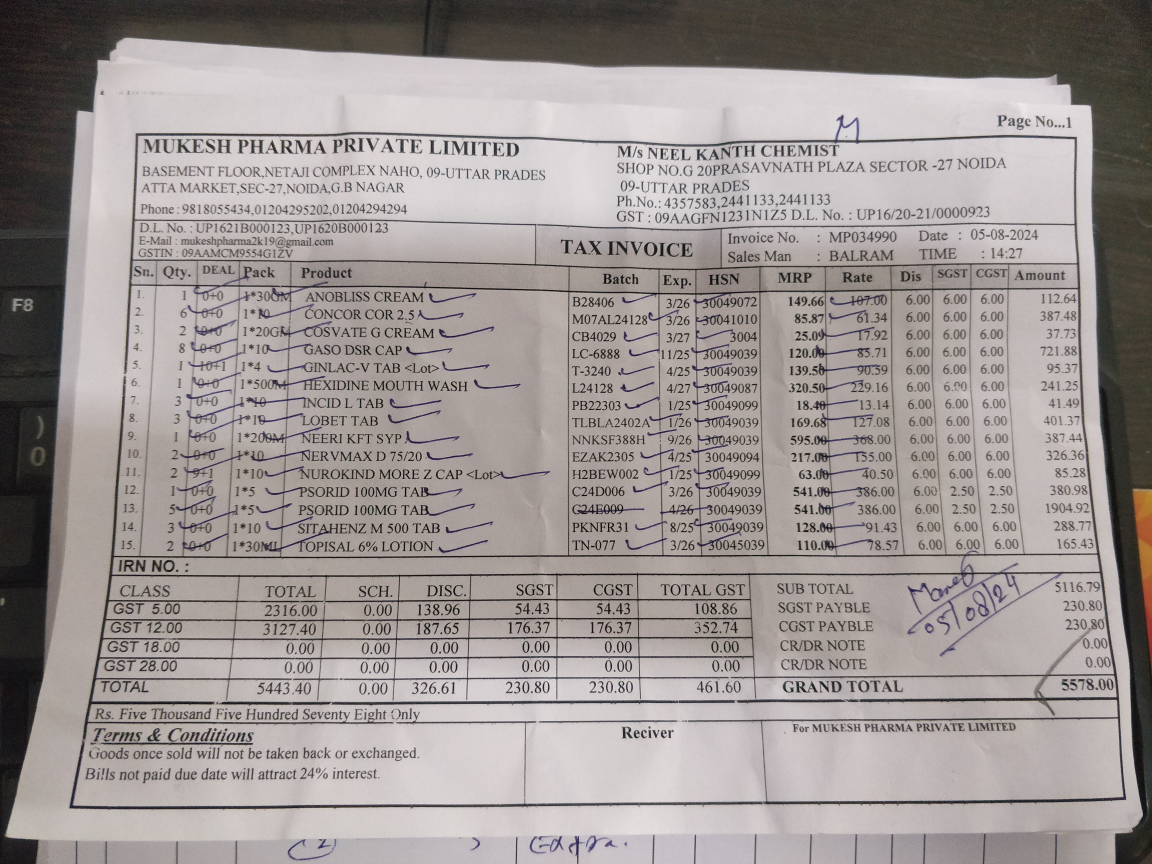 Page No...1
M
MUKESH PHARMA PRIVATE LIMITED
BASEMENT FLOOR,NETAJI COMPLEX NAHO, 09-UTTAR PRADES
ATTA MARKET,SEC-27,NOIDA,G.B NAGAR
Phone : 9818055434,01204295202,01204294294
M/s NEEL KANTH CHEMIST
SHOP NO.G 20PRASAVNATH PLAZA SECTOR -27 NOIDA
09-UTTAR PRADES
Ph.No.: 4357583,2441133,2441133
GST : 09AAGFN1231N1Z5 D.L. No. : UP16/20-21/0000923
D.L. No. : UP1621B000123,UP1620B000123
E-Mail : mukeshpharma2k19@gmail.com
GSTIN : 09AAMCM9554G1ZV
TAX INVOICE
Invoice No. : MP034990 Date : 05-08-2024
Sales Man : BALRAM TIME : 14:27
Sn. Qty. DEAL Pack Product Batch Exp. HSN MRP Rate Dis SGST CGST Amount
1. 1 0+0 1*30GM ANOBLISS CREAM B28406 3/26 30049072 149.66 107.00 6.00 6.00 6.00 112.64
2. 6 0+0 1*10 CONCOR COR 2.5 M07AL24128 3/26 30041010 85.87 61.34 6.00 6.00 6.00 387.48
3. 2 0+0 1*20GM COSVATE G CREAM CB4029 3/27 3004 25.09 17.92 6.00 6.00 6.00 37.73
4. 8 0+0 1*10 GASO DSR CAP LC-6888 11/25 30049039 120.00 85.71 6.00 6.00 6.00 721.88
5. 1 10+1 1*4 GINLAC-V TAB <Lot> T-3240 4/25 30049039 139.50 90.59 6.00 6.00 6.00 95.37
6. 1 0+0 1*500M HEXIDINE MOUTH WASH L24128 4/27 30049087 320.50 229.16 6.00 6.00 6.00 241.25
7. 3 0+0 1*10 INCID L TAB PB22303 1/25 30049099 18.40 13.14 6.00 6.00 6.00 41.49
8. 3 0+0 1*10 LOBET TAB TLBLA2402A 1/26 30049039 169.68 127.08 6.00 6.00 6.00 401.37
9. 1 0+0 1*200M NEERI KFT SYP NNKSF388H 9/26 30049039 595.00 368.00 6.00 6.00 6.00 387.44
10. 2 0+0 1*10 NERVMAX D 75/20 EZAK2305 4/25 30049094 217.00 155.00 6.00 6.00 6.00 326.36
11. 2 9+1 1*10 NUROKIND MORE Z CAP <Lot> H2BEW002 1/25 30049099 63.00 40.50 6.00 6.00 6.00 85.28
12. 1 0+0 1*5 PSORID 100MG TAB C24D006 3/26 30049039 541.00 386.00 6.00 2.50 2.50 380.98
13. 5 0+0 1*5 PSORID 100MG TAB C24E009 4/26 30049039 541.00 386.00 6.00 2.50 2.50 1904.92
14. 3 0+0 1*10 SITAHENZ M 500 TAB PKNFR31 8/25 30049039 128.00 91.43 6.00 6.00 6.00 288.77
15. 2 0+0 1*30ML TOPISAL 6% LOTION TN-077 3/26 30045039 110.00 78.57 6.00 6.00 6.00 165.43
IRN NO. :
CLASS TOTAL SCH. DISC. SGST CGST TOTAL GST
GST 5.00 2316.00 0.00 138.96 54.43 54.43 108.86
GST 12.00 3127.40 0.00 187.65 176.37 176.37 352.74
GST 18.00 0.00 0.00 0.00 0.00 0.00 0.00
GST 28.00 0.00 0.00 0.00 0.00 0.00 0.00
TOTAL 5443.40 0.00 326.61 230.80 230.80 461.60
SUB TOTAL 5116.79
SGST PAYBLE 230.80
CGST PAYBLE 230.80
CR/DR NOTE 0.00
CR/DR NOTE 0.00
GRAND TOTAL 5578.00
05/08/24
Rs. Five Thousand Five Hundred Seventy Eight Only
Terms & Conditions
Goods once sold will not be taken back or exchanged.
Bills not paid due date will attract 24% interest.
Reciver
For MUKESH PHARMA PRIVATE LIMITED
F8
)
0